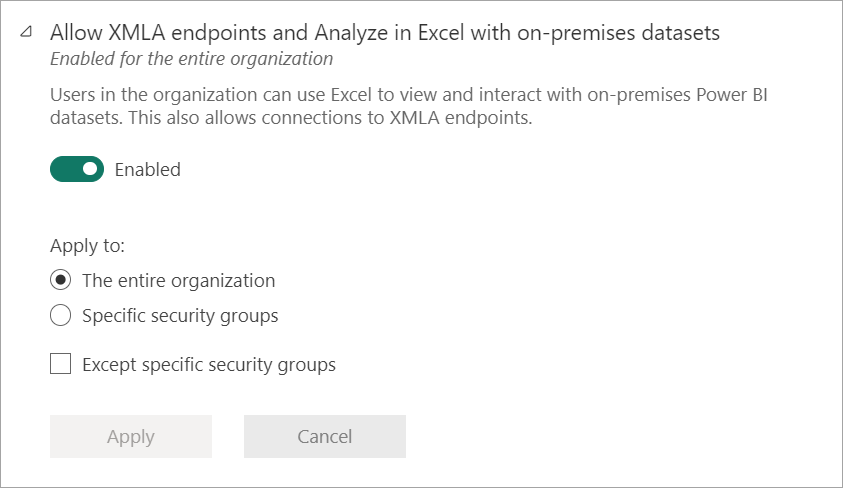 Allow XMLA endpoints and Analyze in Excel with on-premises datasets
Enabled for the entire organization
Users in the organization can use Excel to view and interact with on-premises Power BI
datasets. This also allows connections to XMLA endpoints.
Enabled
Apply to:
The entire organization
Specific security groups
Except specific security groups
Apply
Cancel